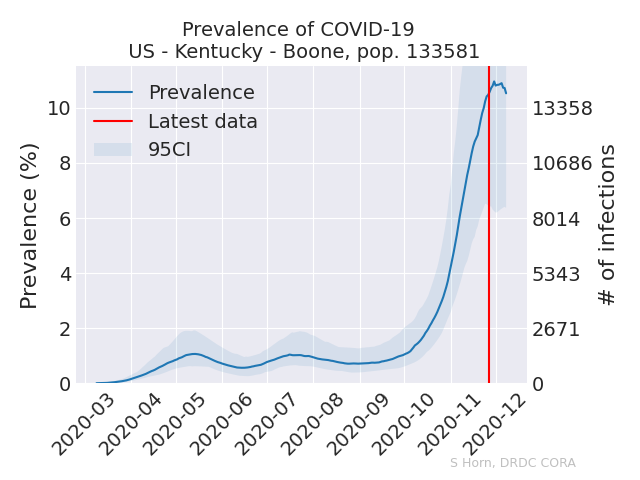 Prevalence of COVID-19
US - Kentucky - Boone, pop. 133581
Prevalence
Latest data
95CI
Prevalence (%)
10
8
6
4
2
0
13358
10686
8014
5343
2671
0
# of infections
2020-03
2020-04
2020-05
2020-06
2020-07
2020-08
2020-09
2020-10
2020-11
2020-12
S Horn, DRDC CORA